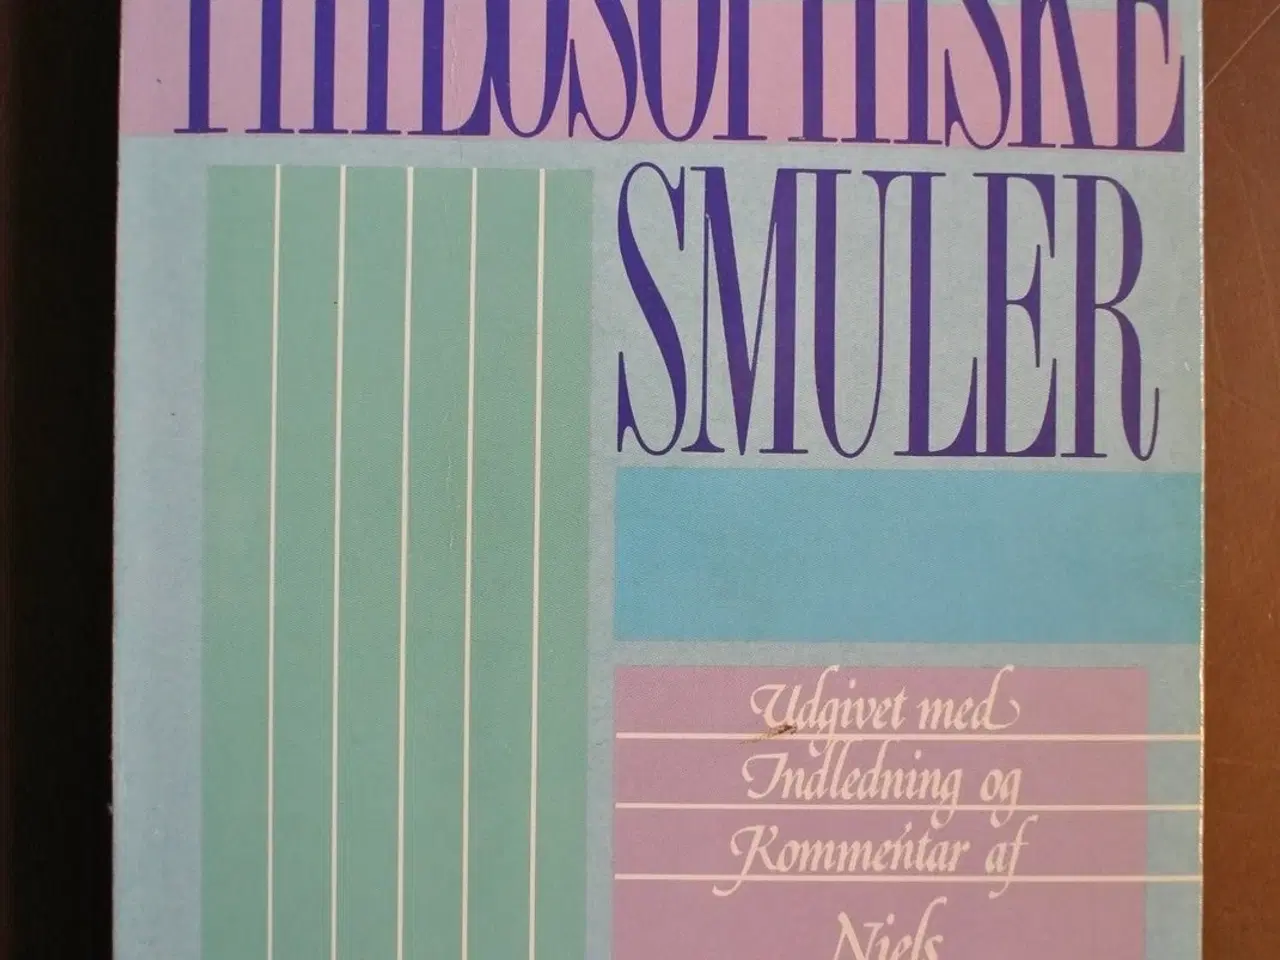 PHILOSOPHISKE
SMULER
Udgivet med
Indledning og
Kommentar af
Niels